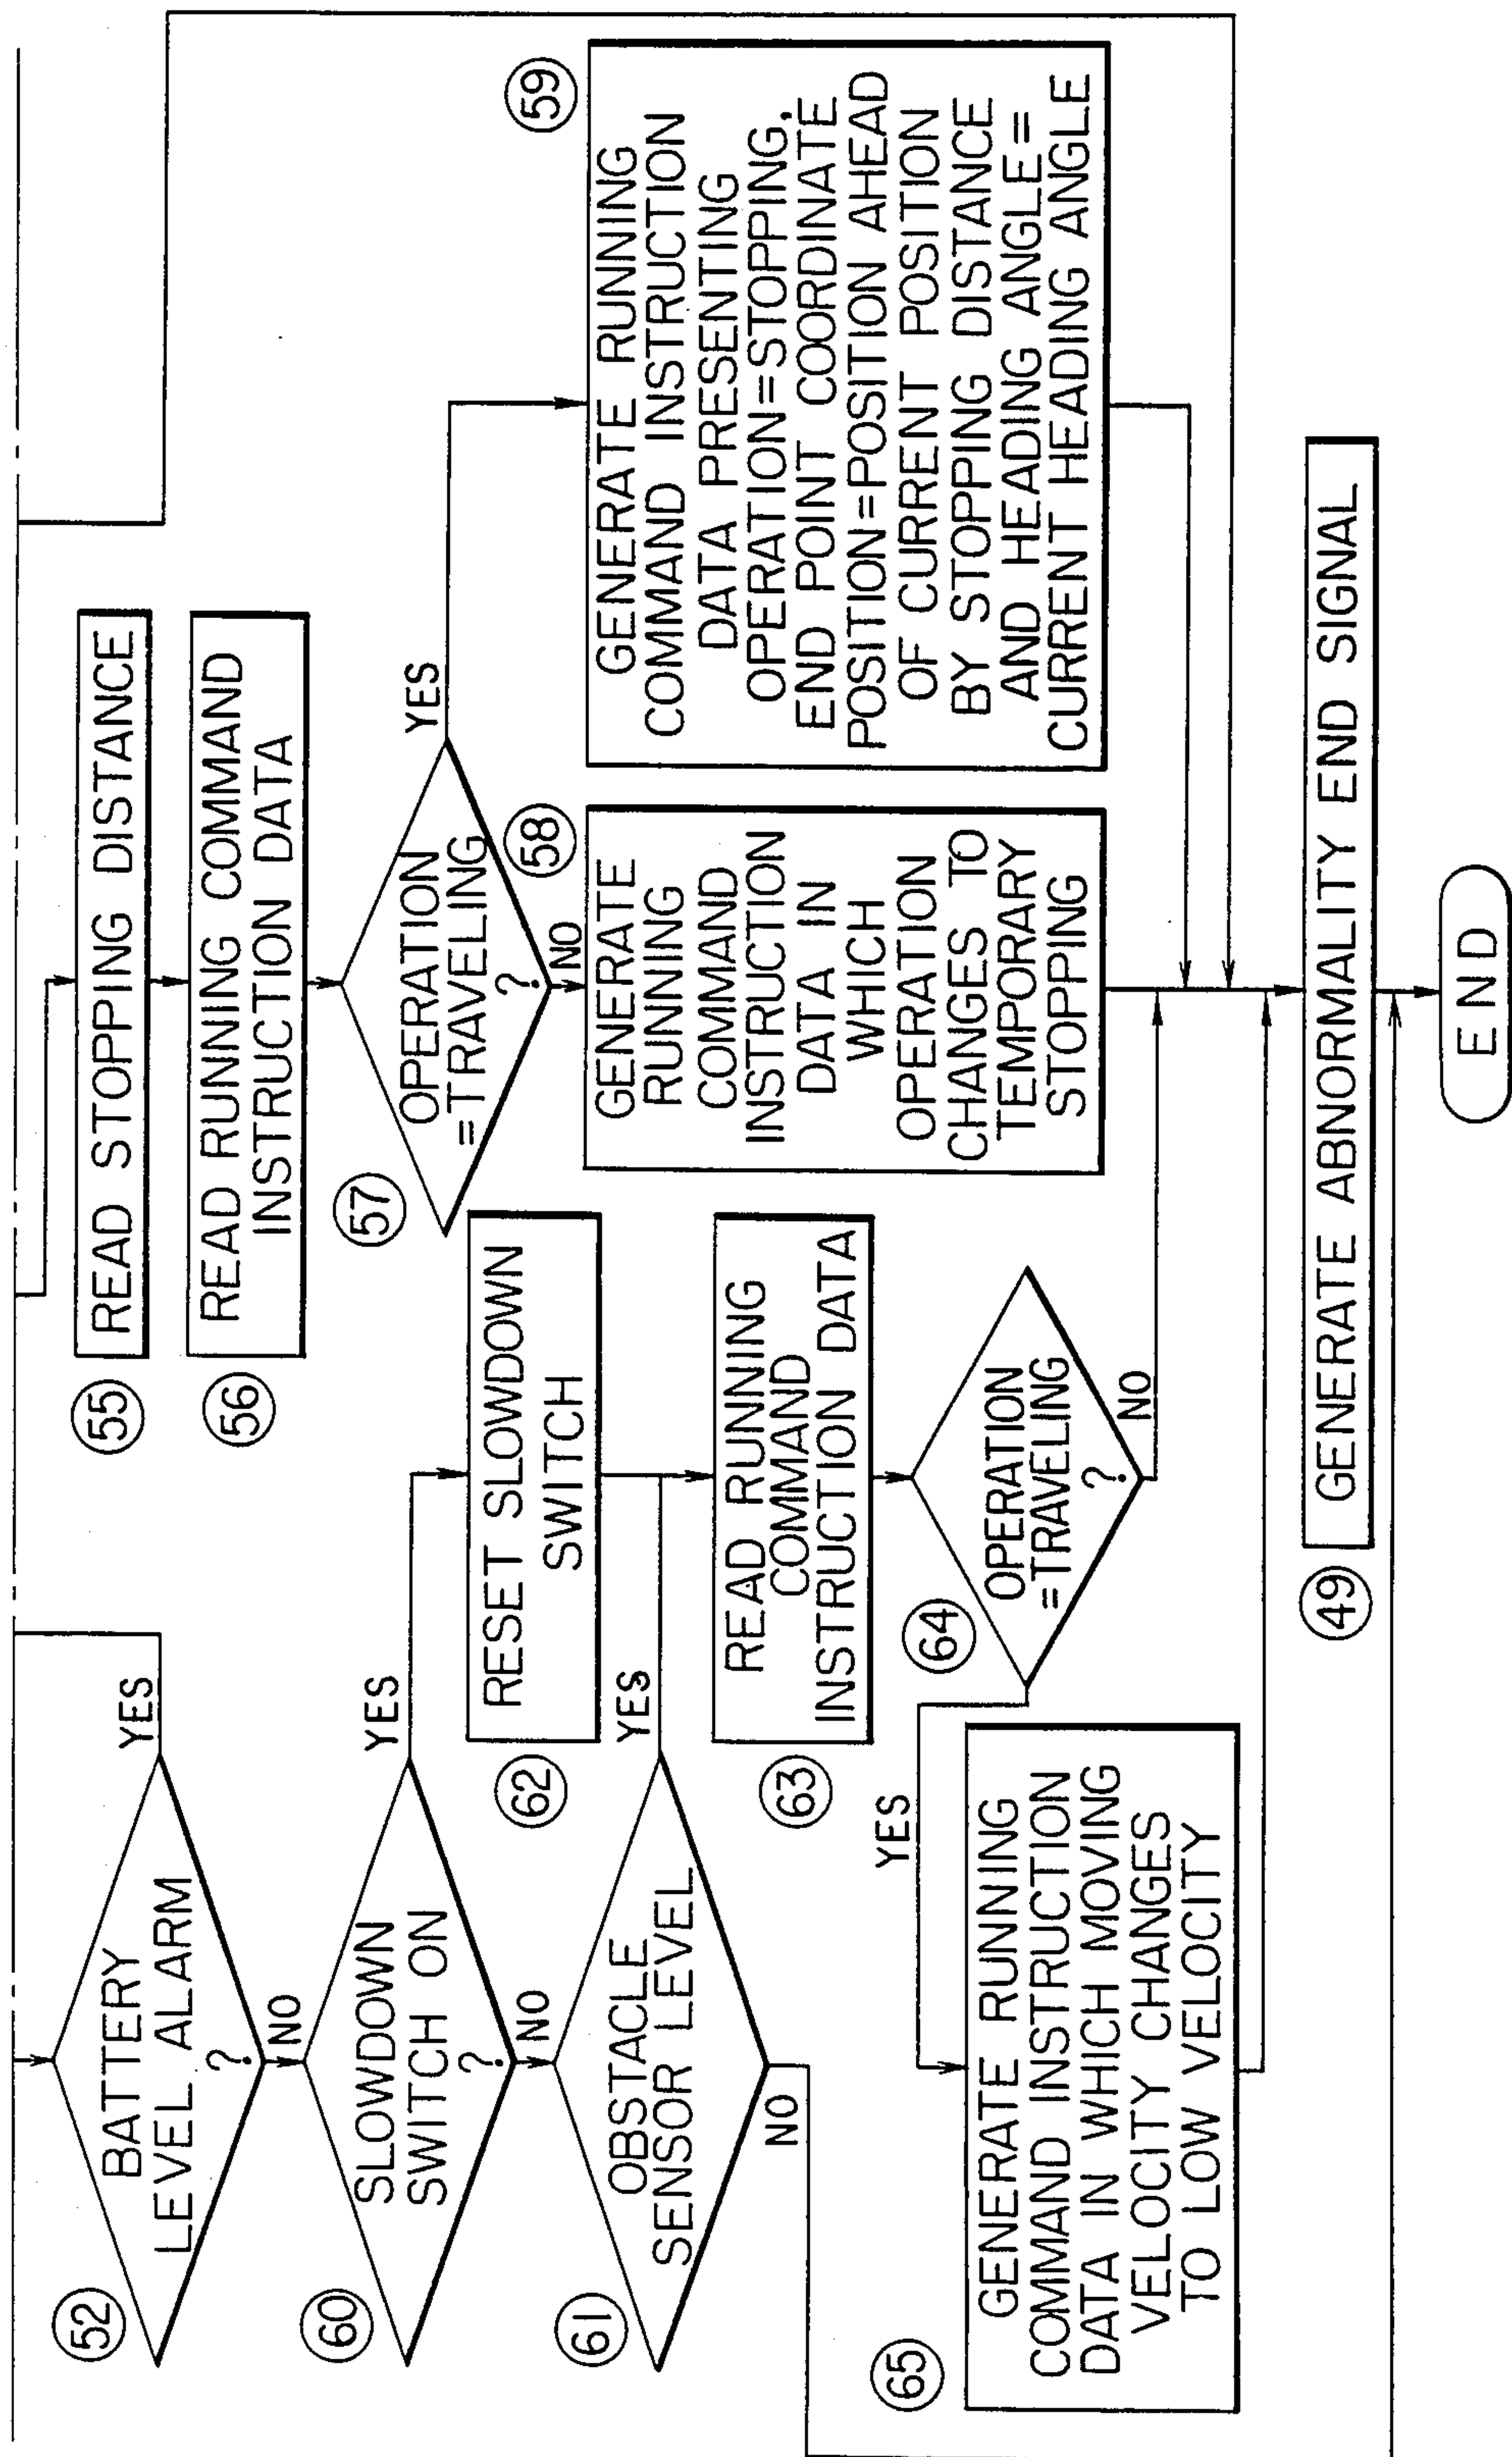 52
BATTERY
LEVEL ALARM
?
YES
NO
60
SLOWDOWN
SWITCH ON
?
YES
NO
61
OBSTACLE
SENSOR LEVEL
YES
NO
62
RESET SLOWDOWN
SWITCH
63
READ RUNNING
COMMAND
INSTRUCTION DATA
64
OPERATION
=TRAVELING
?
YES
NO
65
GENERATE RUNNING
COMMAND INSTRUCTION
DATA IN WHICH MOVING
VELOCITY CHANGES
TO LOW VELOCITY
55
READ STOPPING DISTANCE
56
READ RUNNING COMMAND
INSTRUCTION DATA
57
OPERATION
=TRAVELING
?
YES
NO
58
GENERATE
RUNNING
COMMAND
INSTRUCTION
DATA IN
WHICH
OPERATION
CHANGES TO
TEMPORARY
STOPPING
59
GENERATE RUNNING
COMMAND INSTRUCTION
DATA PRESENTING
OPERATION=STOPPING,
END POINT COORDINATE
POSITION=POSITION AHEAD
OF CURRENT POSITION
BY STOPPING DISTANCE
AND HEADING ANGLE=
CURRENT HEADING ANGLE
49
GENERATE ABNORMALITY END SIGNAL
END